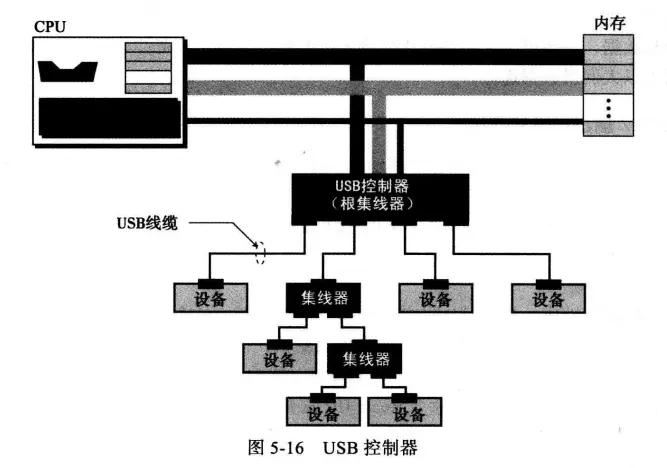 CPU
内存
USB控制器
（根集线器）
USB线缆
设备
集线器
设备
设备
设备
集线器
设备
设备
图 5-16 USB 控制器